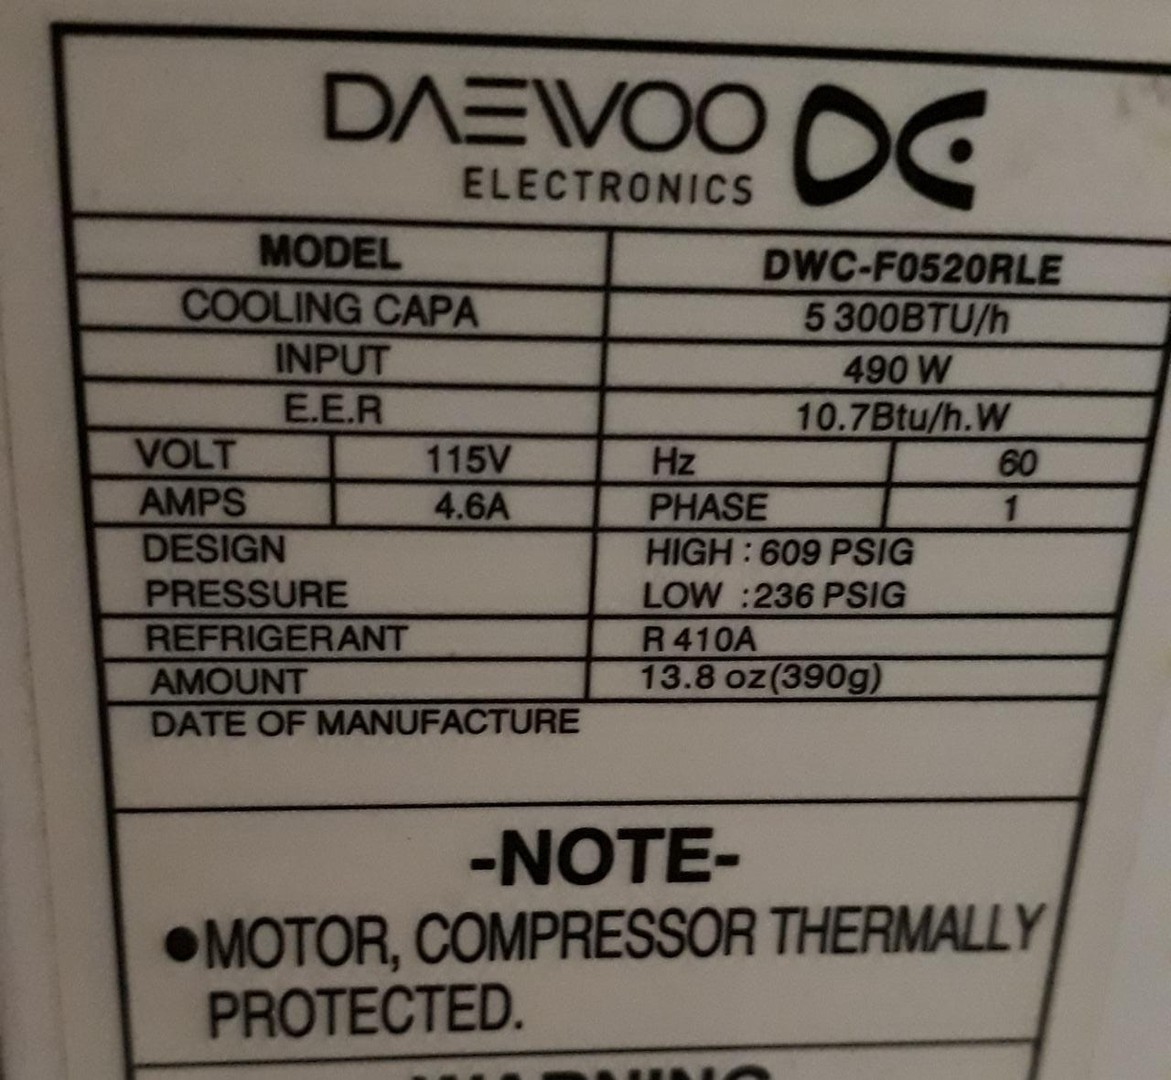 DAEWOO
ELECTRONICS
MODEL DWC-F0520RLE
COOLING CAPA 5 300BTU/h
INPUT 490 W
E.E.R 10.7Btu/h.W
VOLT 115V Hz 60
AMPS 4.6A PHASE 1
DESIGN HIGH : 609 PSIG
PRESSURE LOW : 236 PSIG
REFRIGERANT R 410A
AMOUNT 13.8 oz(390g)
DATE OF MANUFACTURE
-NOTE-
●MOTOR, COMPRESSOR THERMALLY
PROTECTED.
WARNING